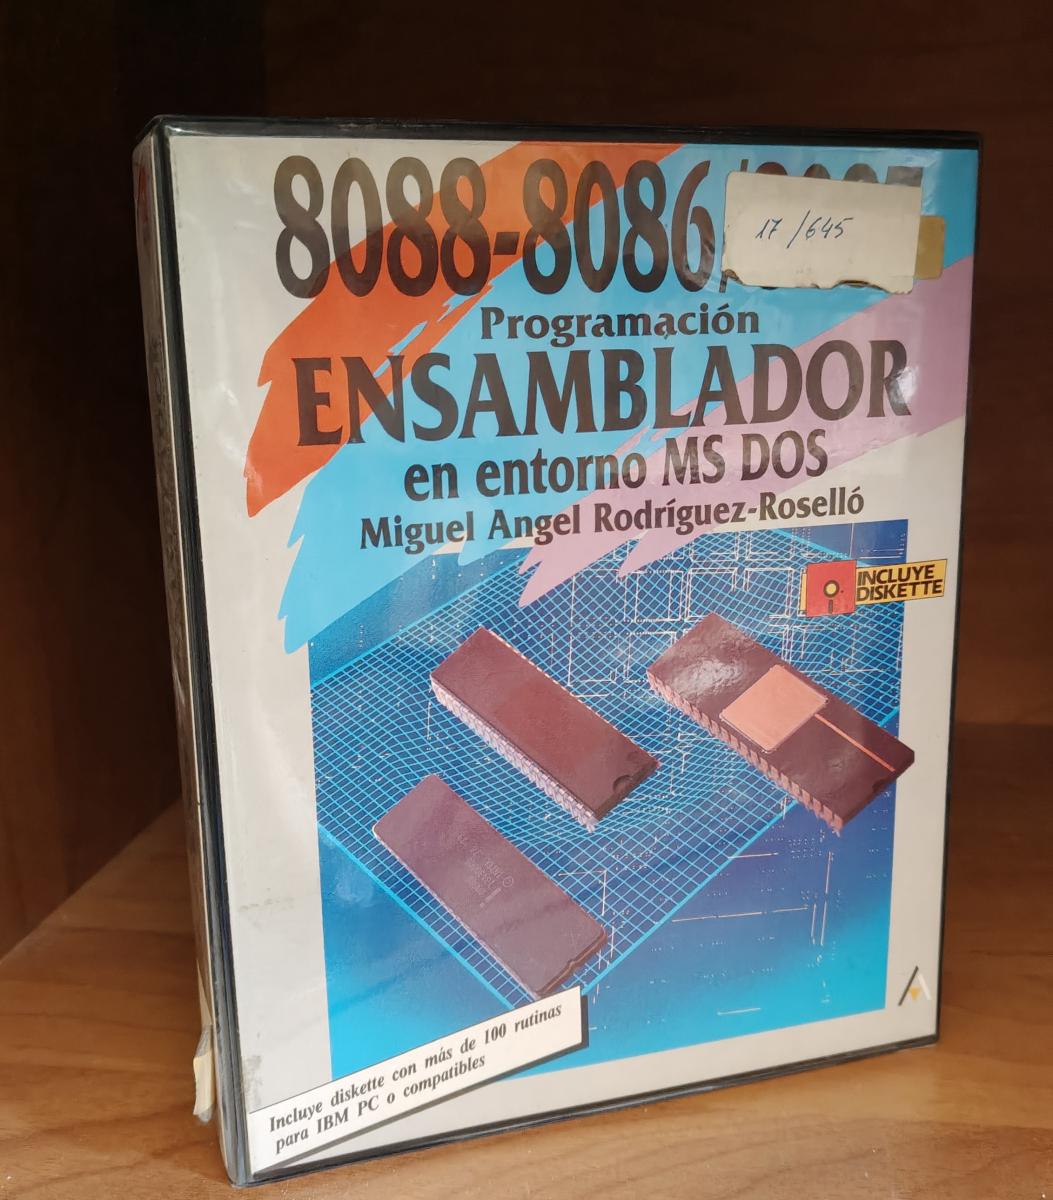 8088-8086/8087
17/645
Programación
ENSAMBLADOR
en entorno MS DOS
Miguel Angel Rodríguez-Roselló
INCLUYE
DISKETTE
Incluye diskette con más de 100 rutinas
para IBM PC o compatibles